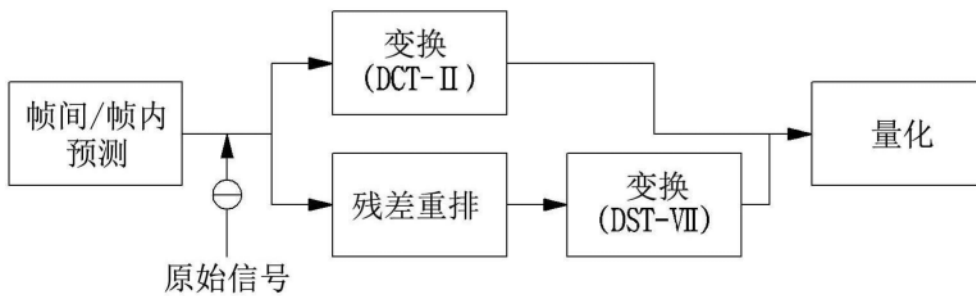 帧间/帧内
预测
原始信号
变换
(DCT-Ⅱ)
残差重排
变换
(DST-Ⅶ)
量化